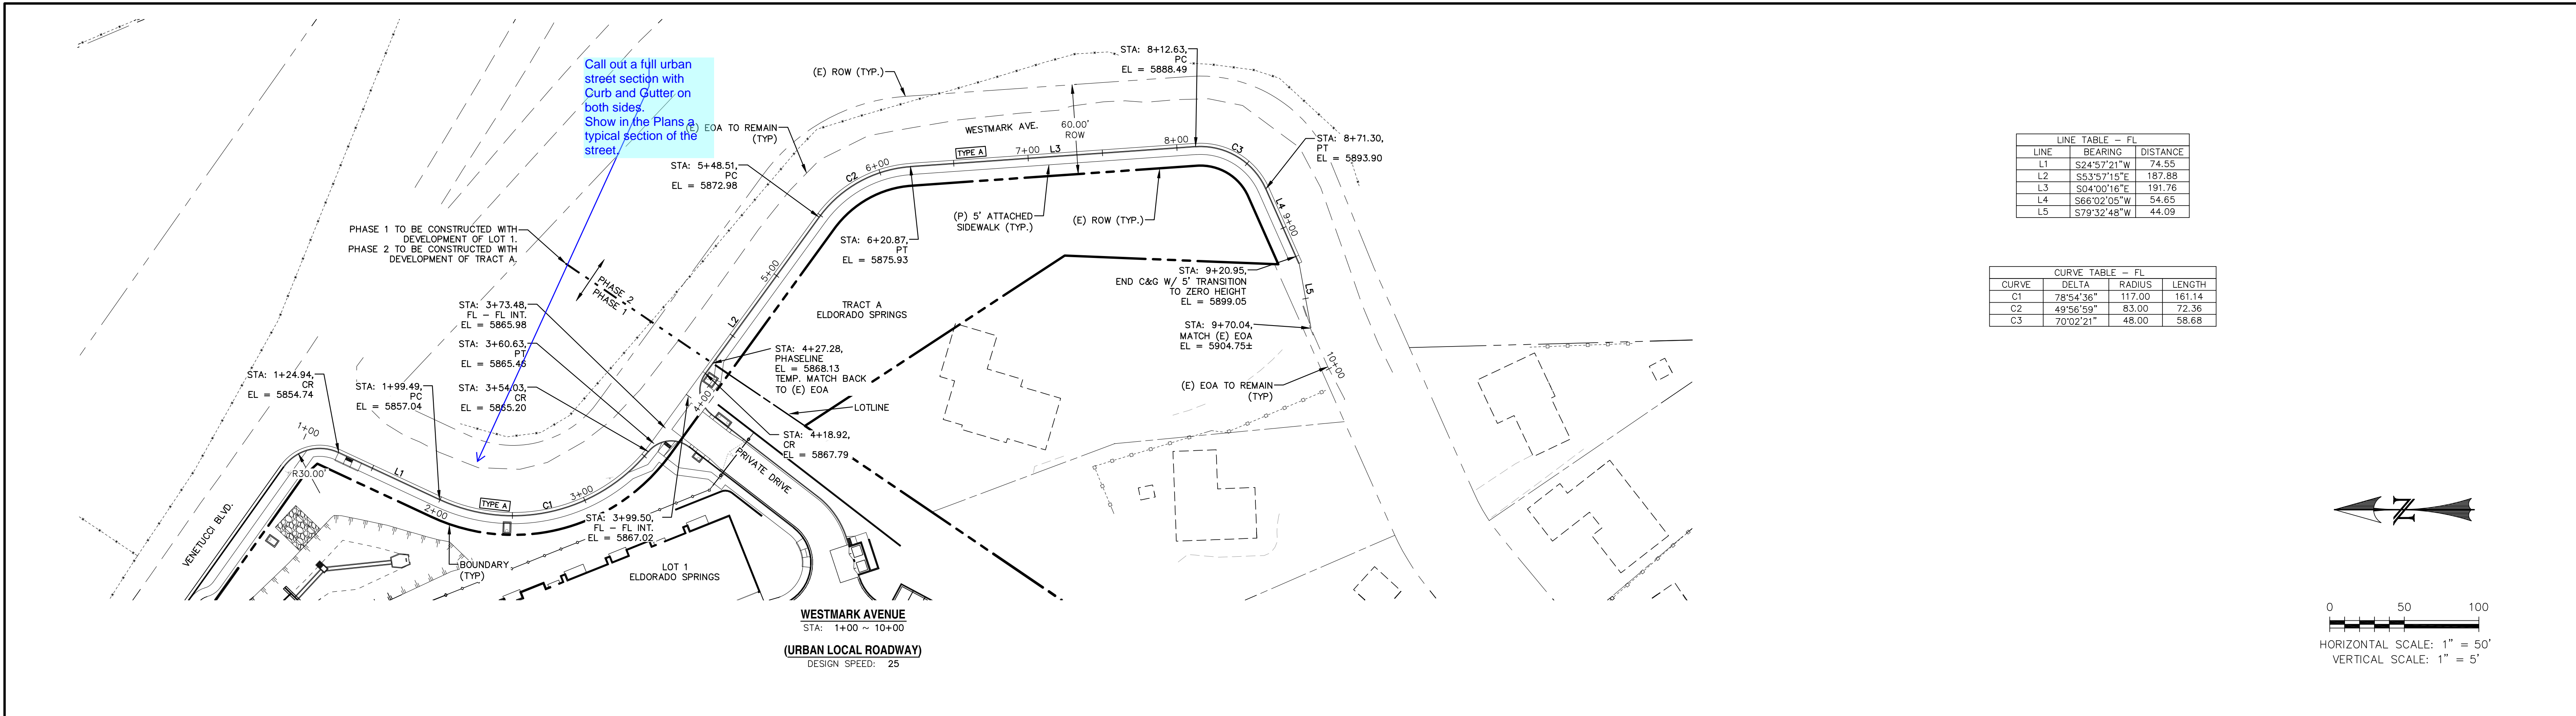 Call out a full urban
street section with
Curb and Gutter on
both sides.
Show in the Plans a
typical section of the
street.
(E) EOA TO REMAIN
(TYP)
(E) ROW (TYP.)
STA: 8+12.63,
PC
EL = 5888.49
WESTMARK AVE.
60.00'
ROW
TYPE A
7+00
L3
8+00
C3
STA: 8+71.30,
PT
EL = 5893.90
STA: 5+48.51,
PC
EL = 5872.98
C2
6+00
L4
9+00
(P) 5' ATTACHED
SIDEWALK (TYP.)
(E) ROW (TYP.)
PHASE 1 TO BE CONSTRUCTED WITH
DEVELOPMENT OF LOT 1.
PHASE 2 TO BE CONSTRUCTED WITH
DEVELOPMENT OF TRACT A.
STA: 6+20.87,
PT
EL = 5875.93
5+00
PHASE 2
PHASE 1
STA: 9+20.95,
END C&G W/ 5' TRANSITION
TO ZERO HEIGHT
EL = 5899.05
L5
STA: 3+73.48,
FL - FL INT.
EL = 5865.98
L2
TRACT A
ELDORADO SPRINGS
STA: 9+70.04,
MATCH (E) EOA
EL = 5904.75±
STA: 3+60.63,
PT
EL = 5865.46
STA: 4+27.28,
PHASELINE
EL = 5868.13
TEMP. MATCH BACK
TO (E) EOA
10+00
STA: 1+24.94,
CR
EL = 5854.74
STA: 1+99.49,
PC
EL = 5857.04
STA: 3+54.03,
CR
EL = 5865.20
4+00
LOTLINE
(E) EOA TO REMAIN
(TYP)
1+00
STA: 4+18.92,
CR
EL = 5867.79
PRIVATE DRIVE
R30.00'
L1
TYPE A
C1
3+00
2+00
VENETUCCI BLVD.
STA: 3+99.50,
FL - FL INT.
EL = 5867.02
BOUNDARY
(TYP)
LOT 1
ELDORADO SPRINGS
WESTMARK AVENUE
STA: 1+00 ~ 10+00
(URBAN LOCAL ROADWAY)
DESIGN SPEED: 25
LINE TABLE - FL
LINE BEARING DISTANCE
L1 S24°57'21"W 74.55
L2 S53°57'15"E 187.88
L3 S04°00'16"E 191.76
L4 S66°02'05"W 54.65
L5 S79°32'48"W 44.09
CURVE TABLE - FL
CURVE DELTA RADIUS LENGTH
C1 78°54'36" 117.00 161.14
C2 49°56'59" 83.00 72.36
C3 70°02'21" 48.00 58.68
N
0 50 100
HORIZONTAL SCALE: 1" = 50'
VERTICAL SCALE: 1" = 5'